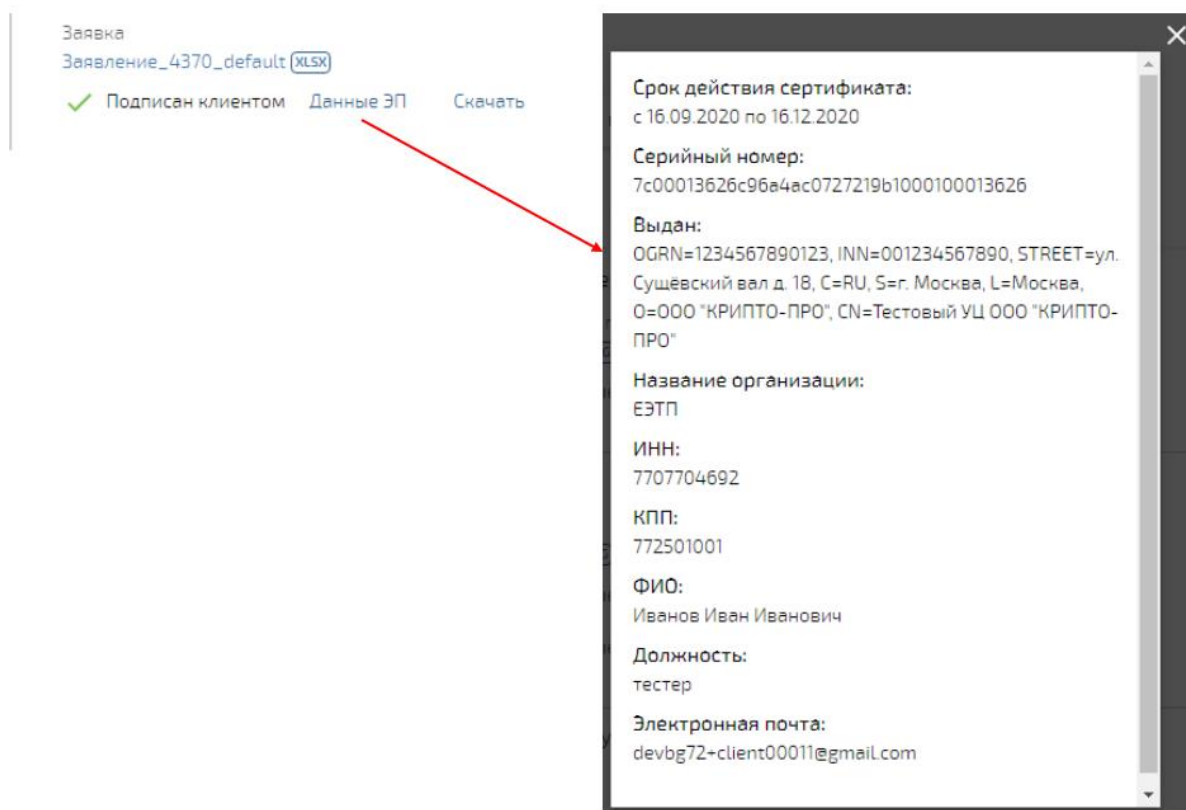 Заявка
Заявление_4370_default XLSX
Подписан клиентом Данные ЭП Скачать
Срок действия сертификата:
с 16.09.2020 по 16.12.2020
Серийный номер:
7c00013626c96a4ac0727219b1000100013626
Выдан:
OGRN=1234567890123, INN=001234567890, STREET=ул.
Сущёвский вал д. 18, C=RU, S=г. Москва, L=Москва,
O=ООО "КРИПТО-ПРО", CN=Тестовый УЦ ООО "КРИПТО-
ПРО"
Название организации:
ЕЭТП
ИНН:
7707704692
КПП:
772501001
ФИО:
Иванов Иван Иванович
Должность:
тестер
Электронная почта:
devbg72+client00011@gmail.com